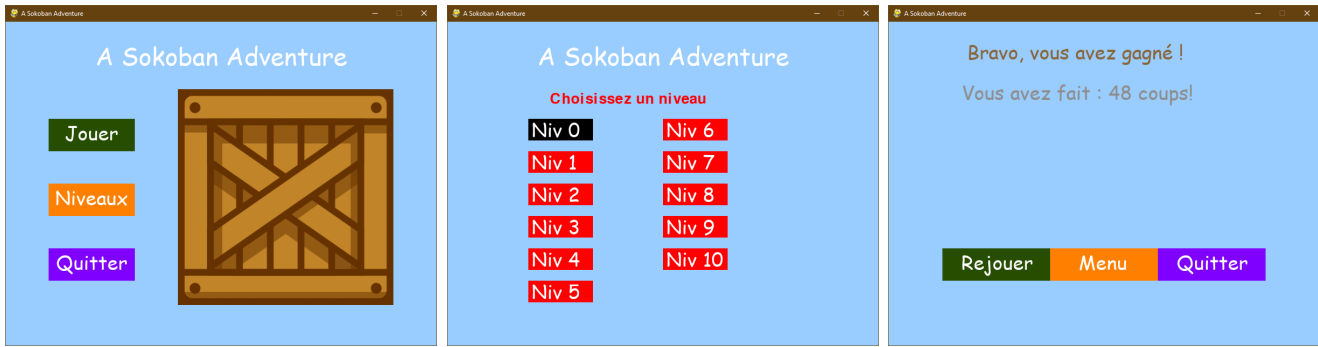 A Sokoban Adventure
A Sokoban Adventure
Jouer
Niveaux
Quitter
A Sokoban Adventure
A Sokoban Adventure
Choisissez un niveau
Niv 0
Niv 1
Niv 2
Niv 3
Niv 4
Niv 5
Niv 6
Niv 7
Niv 8
Niv 9
Niv 10
A Sokoban Adventure
Bravo, vous avez gagné !
Vous avez fait : 48 coups!
Rejouer Menu Quitter